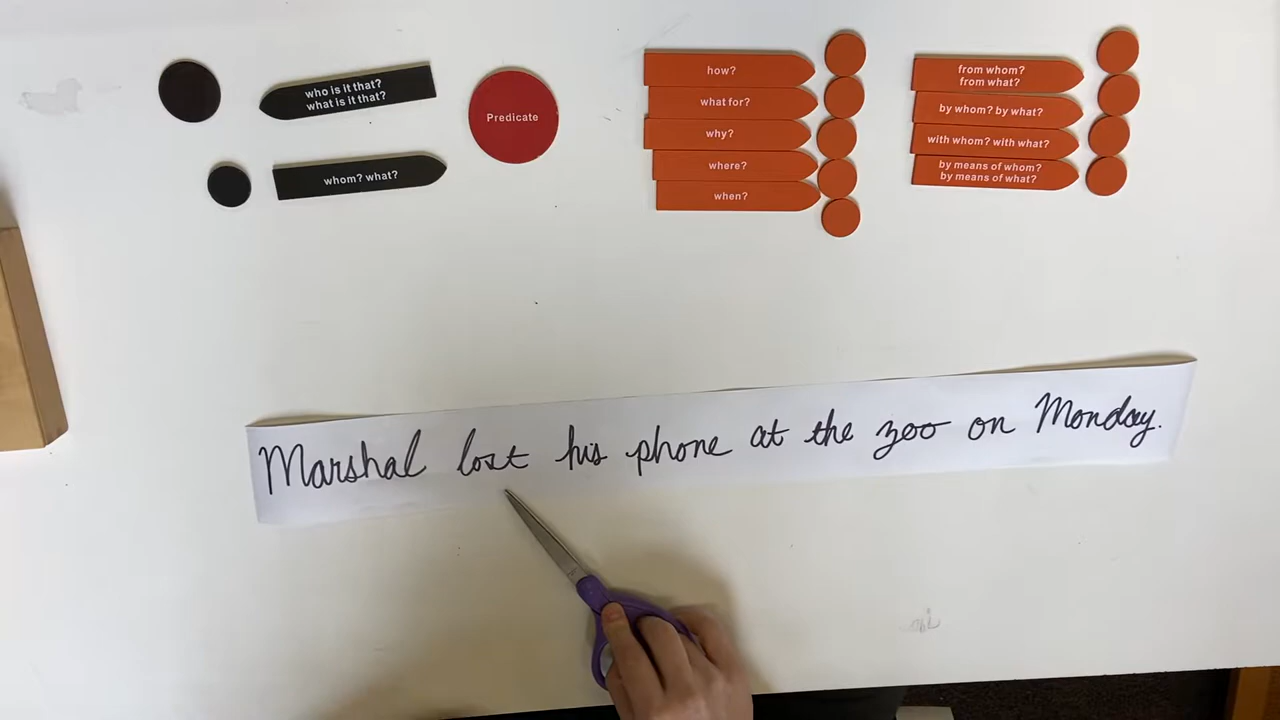 who is it that?
what is it that?
whom? what?
Predicate
how?
what for?
why?
where?
when?
from whom?
from what?
by whom? by what?
with whom? with what?
by means of whom?
by means of what?
Marshal lost his phone at the zoo on Monday.